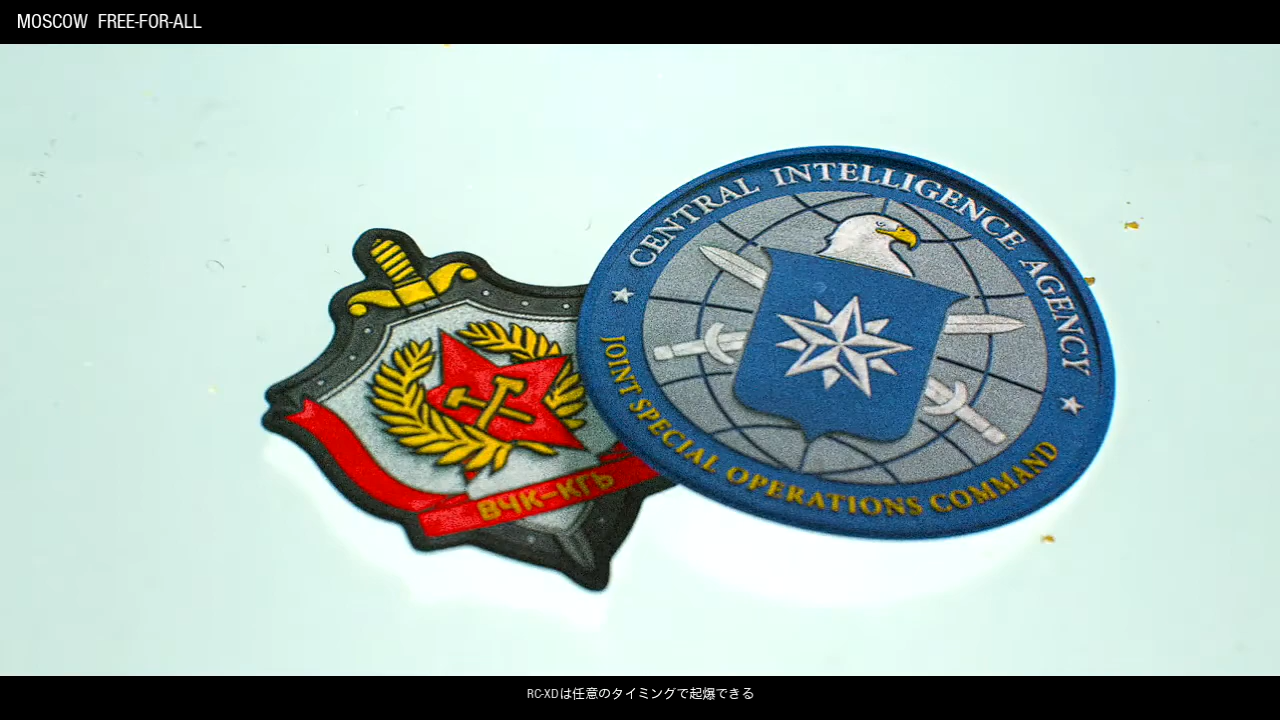 MOSCOW FREE-FOR-ALL
CENTRAL INTELLIGENCE AGENCY
JOINT SPECIAL OPERATIONS COMMAND
ВЧК-КГБ
RC-XDは任意のタイミングで起爆できる